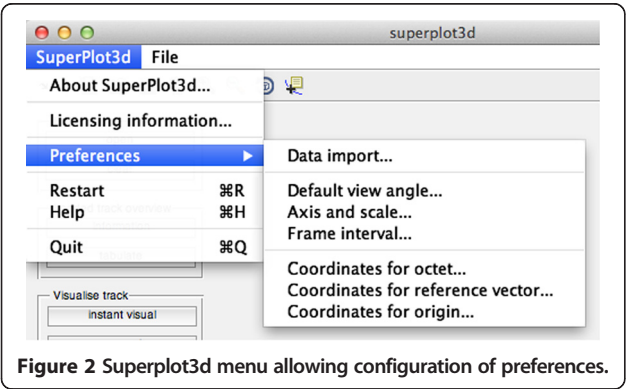 superplot3d
SuperPlot3d File
About SuperPlot3d...
Licensing information...
Preferences
Data import...
Default view angle...
Axis and scale...
Frame interval...
Coordinates for octet...
Coordinates for reference vector...
Coordinates for origin...
Restart ⌘R
Help ⌘H
Quit ⌘Q
Visualise track
instant visual
Figure 2 Superplot3d menu allowing configuration of preferences.